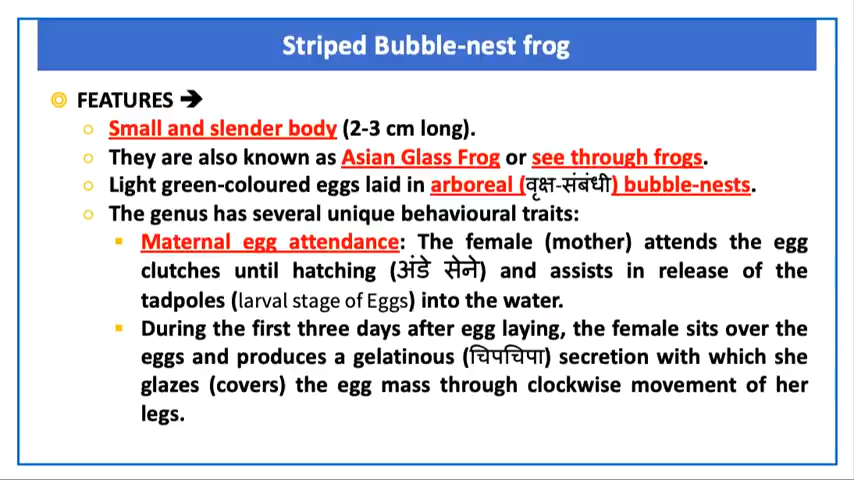 Striped Bubble-nest frog
FEATURES ➔
Small and slender body (2-3 cm long).
They are also known as Asian Glass Frog or see through frogs.
Light green-coloured eggs laid in arboreal (वृक्ष-संबंधी) bubble-nests.
The genus has several unique behavioural traits:
Maternal egg attendance: The female (mother) attends the egg
clutches until hatching (अंडे सेने) and assists in release of the
tadpoles (larval stage of Eggs) into the water.
During the first three days after egg laying, the female sits over the
eggs and produces a gelatinous (चिपचिपा) secretion with which she
glazes (covers) the egg mass through clockwise movement of her
legs.